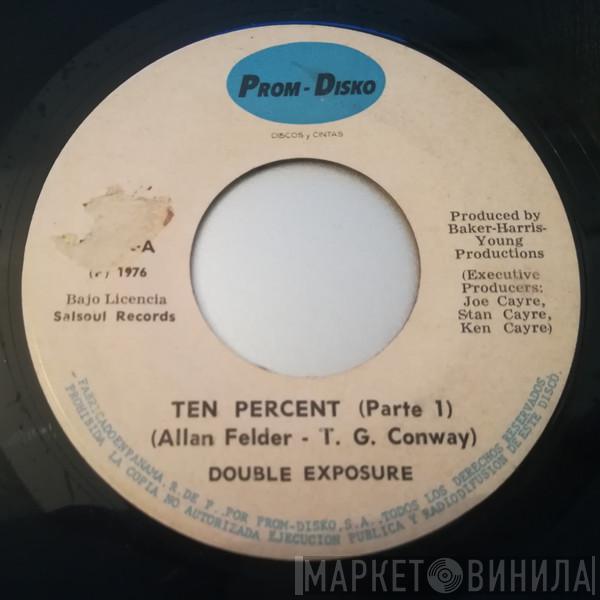 PROM-DISKO
DISCOS y CINTAS
-A
(P) 1976
Bajo Licencia
Salsoul Records
Produced by
Baker-Harris-
Young
Productions
(Executive
Producers:
Joe Cayre,
Stan Cayre,
Ken Cayre)
TEN PERCENT (Parte 1)
(Allan Felder - T. G. Conway)
DOUBLE EXPOSURE
FABRICADO EN PANAMA, R. DE P., POR PROM-DISKO, S.A. TODOS LOS DERECHOS RESERVADOS
PROHIBIDA LA COPIA NO AUTORIZADA EJECUCION PUBLICA Y RADIODIFUSION DE ESTE DISCO.
МАРКЕТ ВИНИЛА